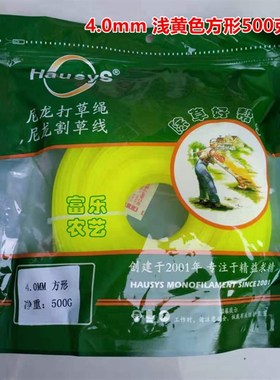 4.0mm 浅黄色方形500克
HausyS®
尼龙打草绳
尼龙割草线
除草好帮
富乐
农艺
创建于2001年 专注于精益求精
HAUSYS MONOFILAMENT SINCE 2001
4.0MM 方形
净重: 500G